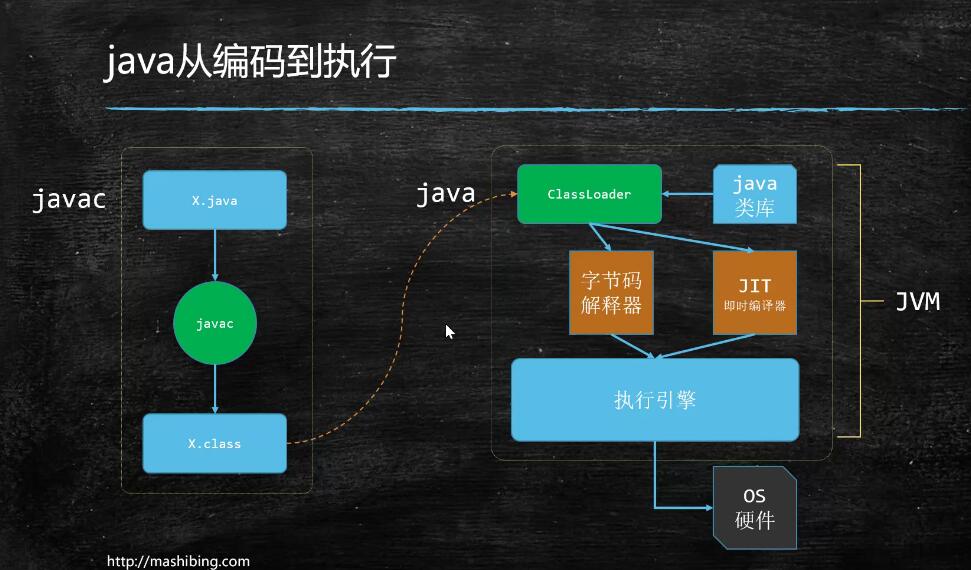 java从编码到执行
javac
X.java
javac
X.class
java
ClassLoader
java
类库
字节码
解释器
JIT
即时编译器
执行引擎
JVM
OS
硬件
http://mashibing.com